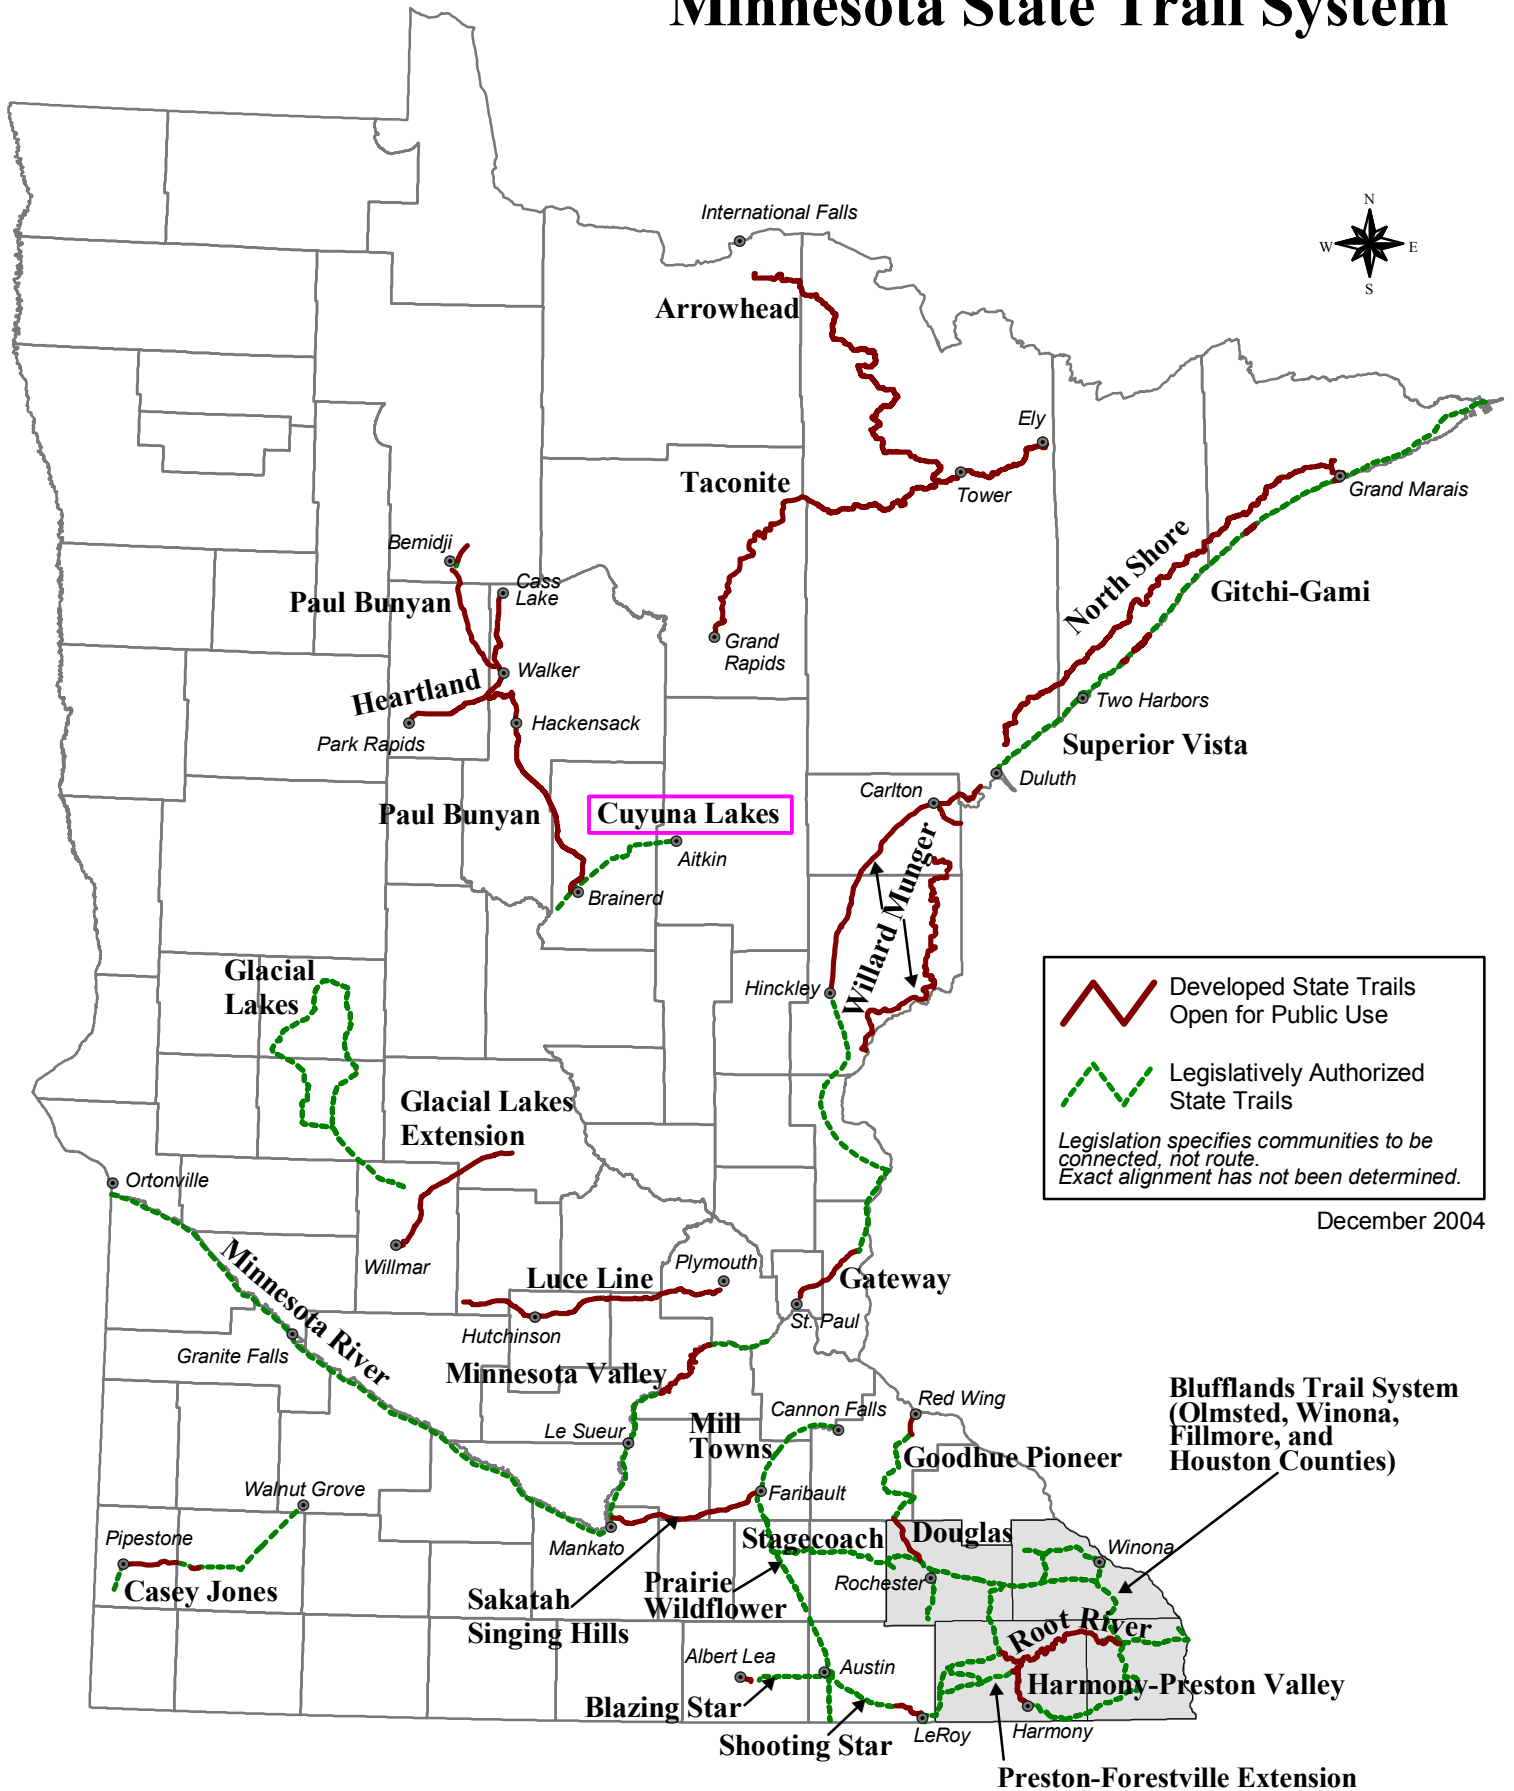 Minnesota State Trail System
International Falls
N
W
E
S
Arrowhead
Ely
Taconite
Tower
Grand Marais
Bemidji
Cass
Lake
Paul Bunyan
North Shore
Gitchi-Gami
Grand
Rapids
Walker
Heartland
Two Harbors
Hackensack
Park Rapids
Superior Vista
Duluth
Carlton
Paul Bunyan
Cuyuna Lakes
Aitkin
Brainerd
Willard Munger
Glacial
Lakes
Hinckley
Developed State Trails
Open for Public Use
Legislatively Authorized
State Trails
Legislation specifies communities to be
connected, not route.
Exact alignment has not been determined.
December 2004
Glacial Lakes
Extension
Ortonville
Willmar
Minnesota River
Plymouth
Luce Line
Gateway
St. Paul
Hutchinson
Granite Falls
Minnesota Valley
Blufflands Trail System
(Olmsted, Winona,
Fillmore, and
Houston Counties)
Red Wing
Cannon Falls
Mill
Towns
Le Sueur
Goodhue Pioneer
Walnut Grove
Faribault
Pipestone
Mankato
Stagecoach
Douglas
Winona
Casey Jones
Rochester
Prairie
Wildflower
Sakatah
Singing Hills
Root River
Albert Lea
Austin
Harmony-Preston Valley
Blazing Star
Shooting Star
LeRoy
Harmony
Preston-Forestville Extension